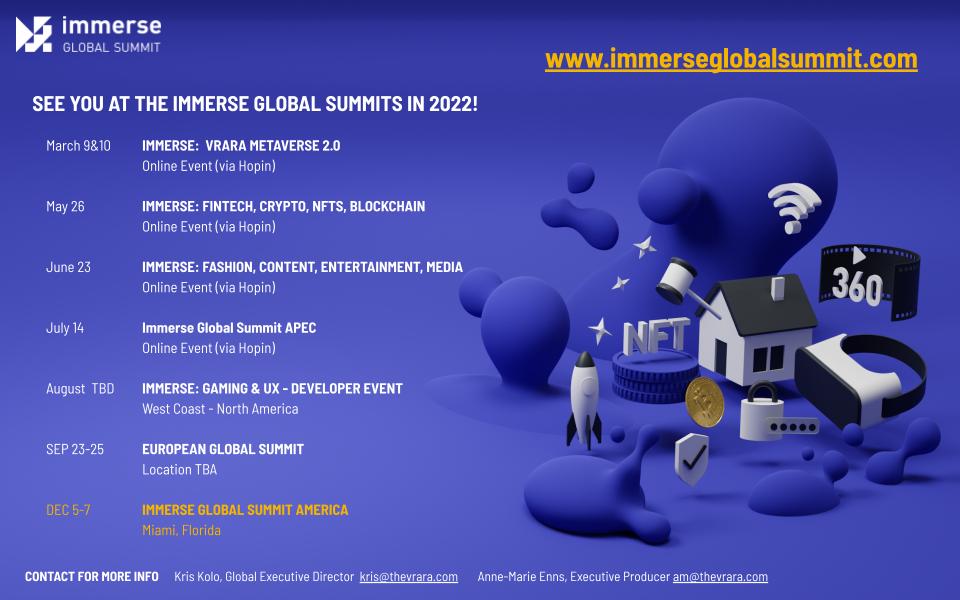 immerse
GLOBAL SUMMIT
www.immerseglobalsummit.com
SEE YOU AT THE IMMERSE GLOBAL SUMMITS IN 2022!
March 9&10 IMMERSE: VRARA METAVERSE 2.0
Online Event (via Hopin)
May 26 IMMERSE: FINTECH, CRYPTO, NFTS, BLOCKCHAIN
Online Event (via Hopin)
June 23 IMMERSE: FASHION, CONTENT, ENTERTAINMENT, MEDIA
Online Event (via Hopin)
July 14 Immerse Global Summit APEC
Online Event (via Hopin)
August TBD IMMERSE: GAMING & UX - DEVELOPER EVENT
West Coast - North America
SEP 23-25 EUROPEAN GLOBAL SUMMIT
Location TBA
DEC 5-7 IMMERSE GLOBAL SUMMIT AMERICA
Miami, Florida
360
NFT
CONTACT FOR MORE INFO Kris Kolo, Global Executive Director kris@thevrara.com Anne-Marie Enns, Executive Producer am@thevrara.com